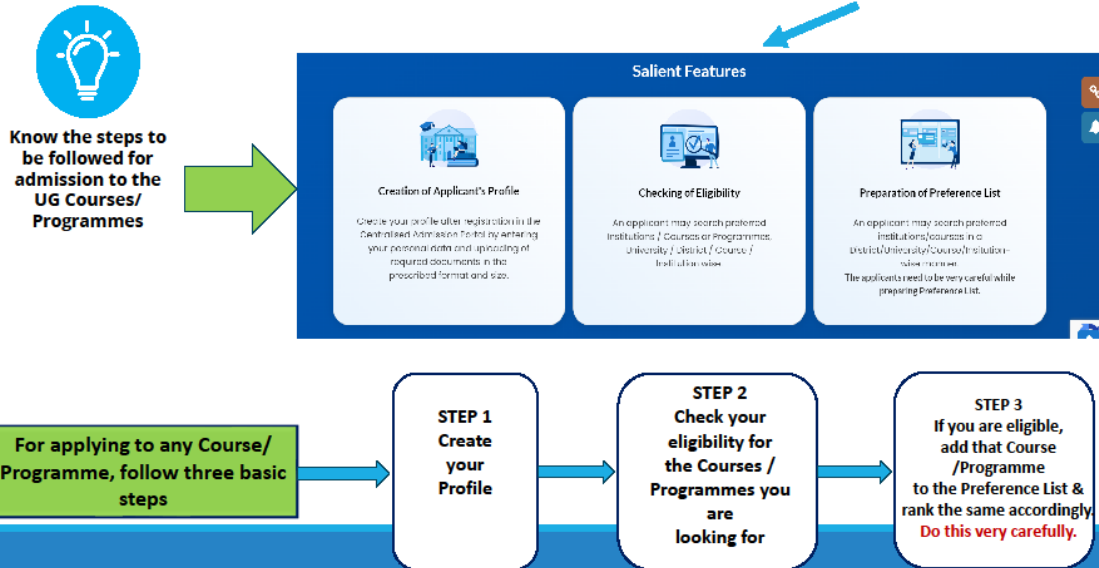 Know the steps to
be followed for
admission to the
UG Courses/
Programmes
Salient Features
Creation of Applicant's Profile
Create your profile after registration in the
Centralised Admission Portal by entering
your personal data and uploading of
required documents in the
prescribed format and size.
Checking of Eligibility
An applicant may search preferred
Institutions / Courses or Programmes,
University / District / Course /
Institution wise
Preparation of Preference List
An applicant may search preferred
institutions/courses in a
District/University/Course/Insitution-
wise manner.
The applicants need to be very careful while
preparing Preference List.
For applying to any Course/
Programme, follow three basic
steps
STEP 1
Create
your
Profile
STEP 2
Check your
eligibility for
the Courses /
Programmes you
are
looking for
STEP 3
If you are eligible,
add that Course
/Programme
to the Preference List &
rank the same accordingly.
Do this very carefully.